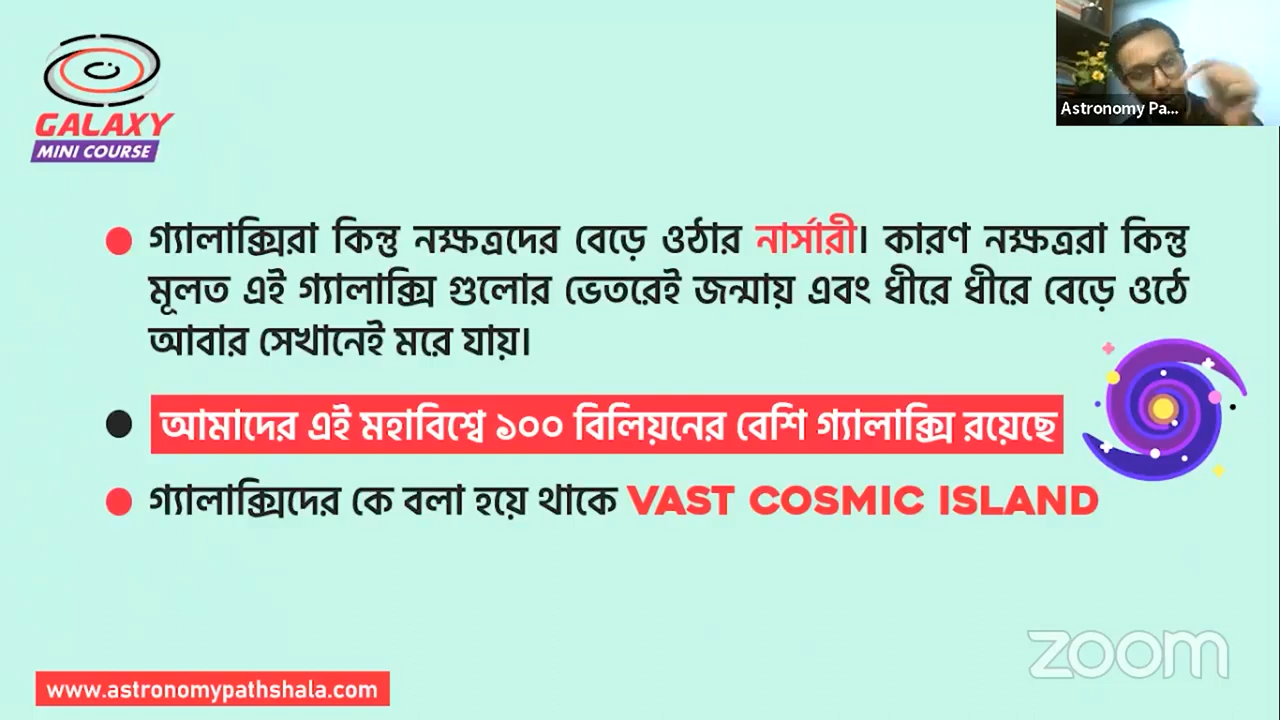 GALAXY
MINI COURSE
Astronomy Pa...
গ্যালাক্সিরা কিন্তু নক্ষত্রদের বেড়ে ওঠার নার্সারী। কারণ নক্ষত্ররা কিন্তু
মূলত এই গ্যালাক্সি গুলোর ভেতরেই জন্মায় এবং ধীরে ধীরে বেড়ে ওঠে
আবার সেখানেই মরে যায়।
আমাদের এই মহাবিশ্বে ১০০ বিলিয়নের বেশি গ্যালাক্সি রয়েছে
গ্যালাক্সিদের কে বলা হয়ে থাকে VAST COSMIC ISLAND
zoom
www.astronomypathshala.com